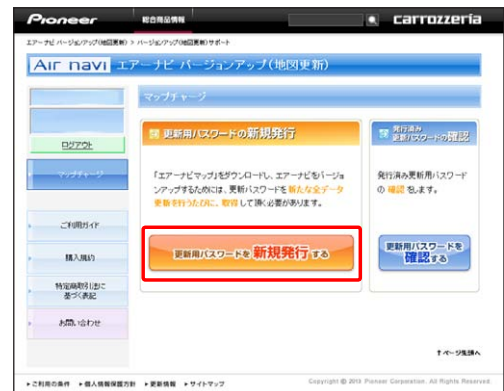 Pioneer
総合商品情報
carrozzeria
エアーナビ バージョンアップ(地図更新) > バージョンアップ(地図更新)サポート
Air navi エアーナビ バージョンアップ(地図更新)
ログアウト
マップチャージ
ご利用ガイド
購入規約
特定商取引法に
基づく表記
お問い合わせ
マップチャージ
更新用パスワードの新規発行
「エアーナビマップ」をダウンロードし、エアーナビをバージョ
ンアップするためには、更新パスワードを新たな全データ
更新を行うために、取得して頂く必要があります。
更新用パスワードを 新規発行 する
発行済み
更新パスワードの確認
発行済み更新用パスワード
の 確認 をします。
更新用パスワードを
確認する
↑ページ先頭へ
ご利用の条件
個人情報保護方針
更新情報
サイトマップ
Copyright © 2013 Pioneer Corporation. All Rights Reserved.